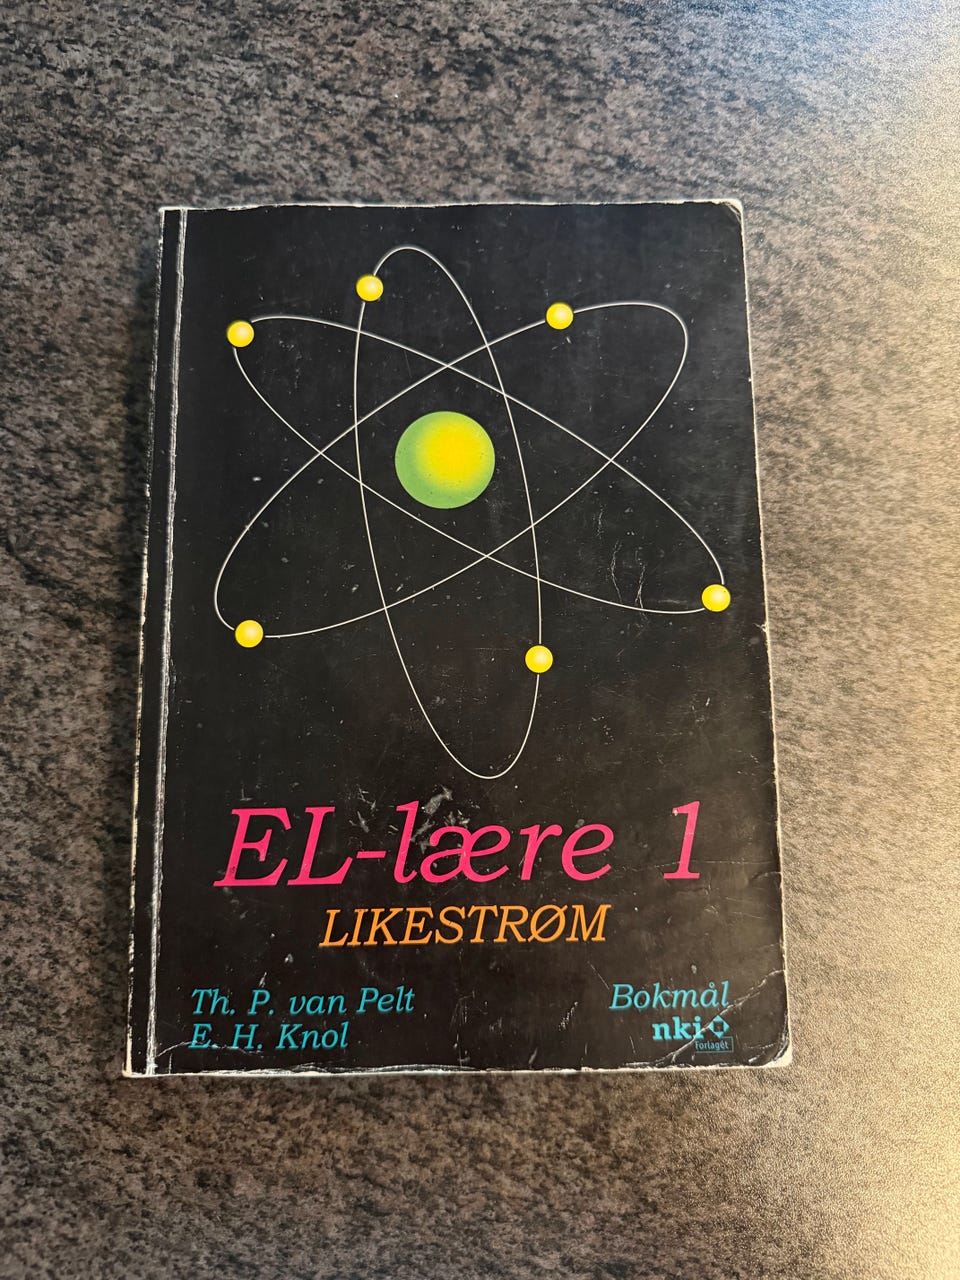 EL-lære 1
LIKESTRØM
Th. P. van Pelt
E. H. Knol
Bokmål
nki
Forlaget